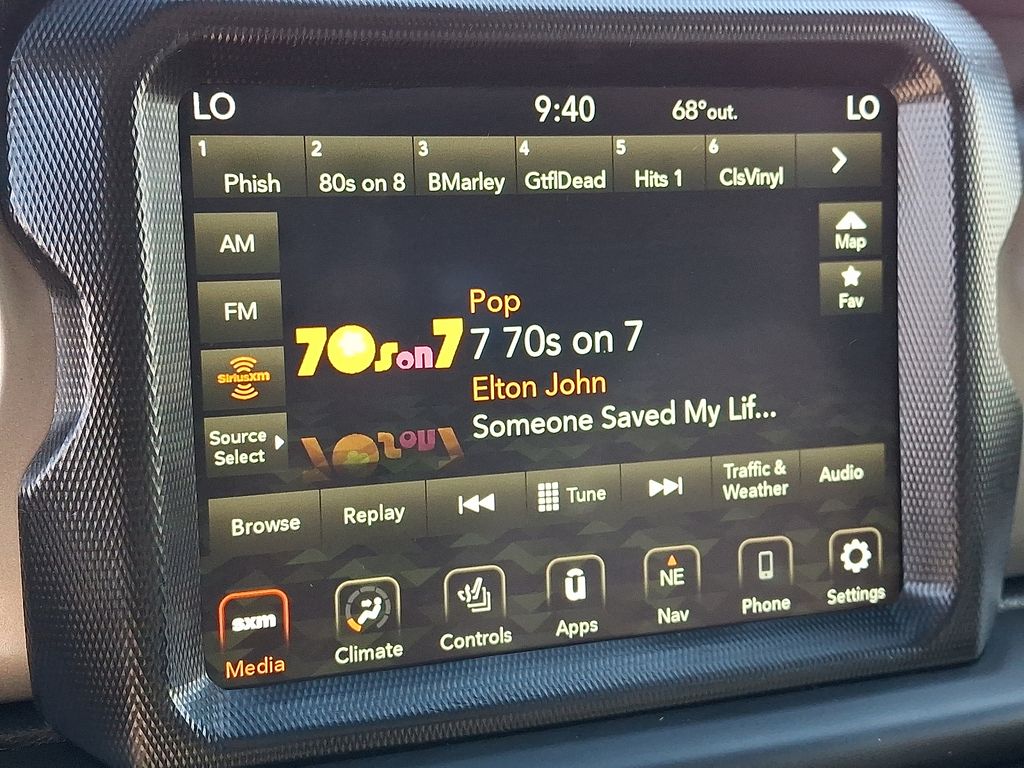 LO 9:40 68° out. LO
1 Phish 2 80s on 8 3 BMarley 4 GtflDead 5 Hits 1 6 ClsVinyl
AM
Map
FM
Fav
SiriusXM
Source
Select
70s on 7
Pop
7 70s on 7
Elton John
Someone Saved My Lif...
Browse Replay Tune Traffic & Weather Audio
sxm NE
Media Climate Controls Apps Nav Phone Settings